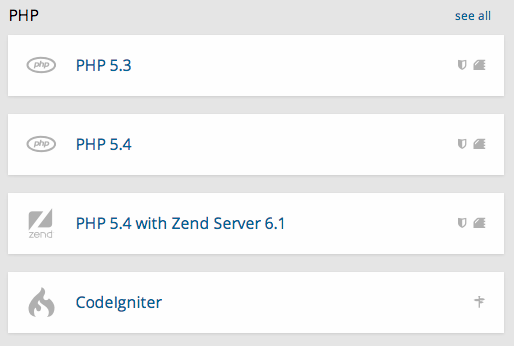 PHP
see all
php
PHP 5.3
php
PHP 5.4
zend
PHP 5.4 with Zend Server 6.1
CodeIgniter